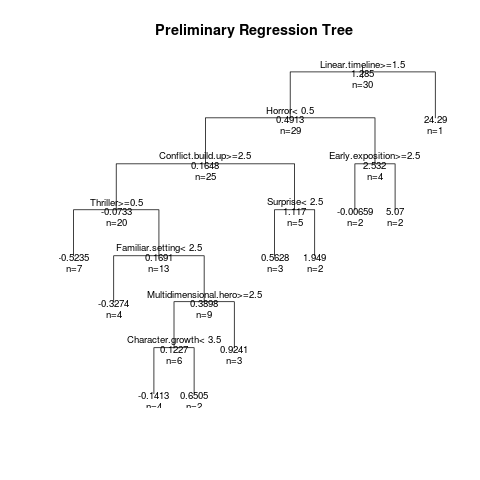 Preliminary Regression Tree
Linear.timeline>=1.5
1.285
n=30
Horror< 0.5
0.4913
n=29
24.29
n=1
Conflict.build.up>=2.5
0.1648
n=25
Early.exposition>=2.5
2.532
n=4
Thriller>=0.5
-0.0733
n=20
Surprise< 2.5
1.117
n=5
-0.00659
n=2
5.07
n=2
-0.5235
n=7
Familiar.setting< 2.5
0.1691
n=13
0.5628
n=3
1.949
n=2
-0.3274
n=4
Multidimensional.hero>=2.5
0.3898
n=9
Character.growth< 3.5
0.1227
n=6
0.9241
n=3
-0.1413
n=4
0.6505
n=2